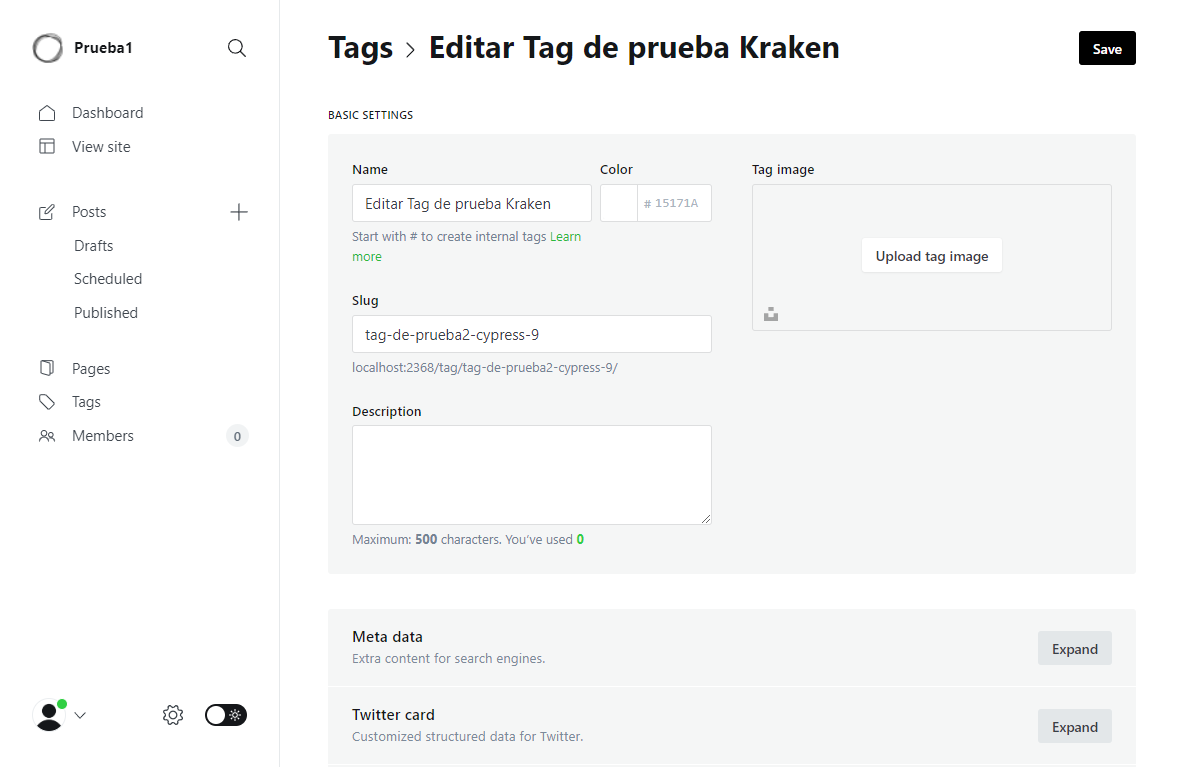 Prueba1
Dashboard
View site
Posts
Drafts
Scheduled
Published
Pages
Tags
Members
0
Tags > Editar Tag de prueba Kraken
Save
BASIC SETTINGS
Name
Color
Editar Tag de prueba Kraken
# 15171A
Start with # to create internal tags Learn
more
Slug
tag-de-prueba2-cypress-9
localhost:2368/tag/tag-de-prueba2-cypress-9/
Description
Maximum: 500 characters. You’ve used 0
Tag image
Upload tag image
Meta data
Extra content for search engines.
Expand
Twitter card
Customized structured data for Twitter.
Expand